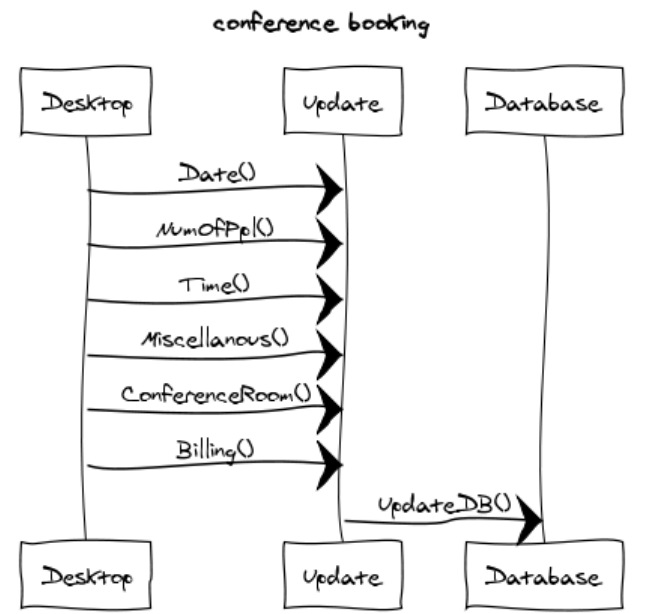 conference booking
Desktop
Update
Database
Date()
NumOfPpl()
Time()
Miscellanous()
ConferenceRoom()
Billing()
UpdateDB()
Desktop
Update
Database